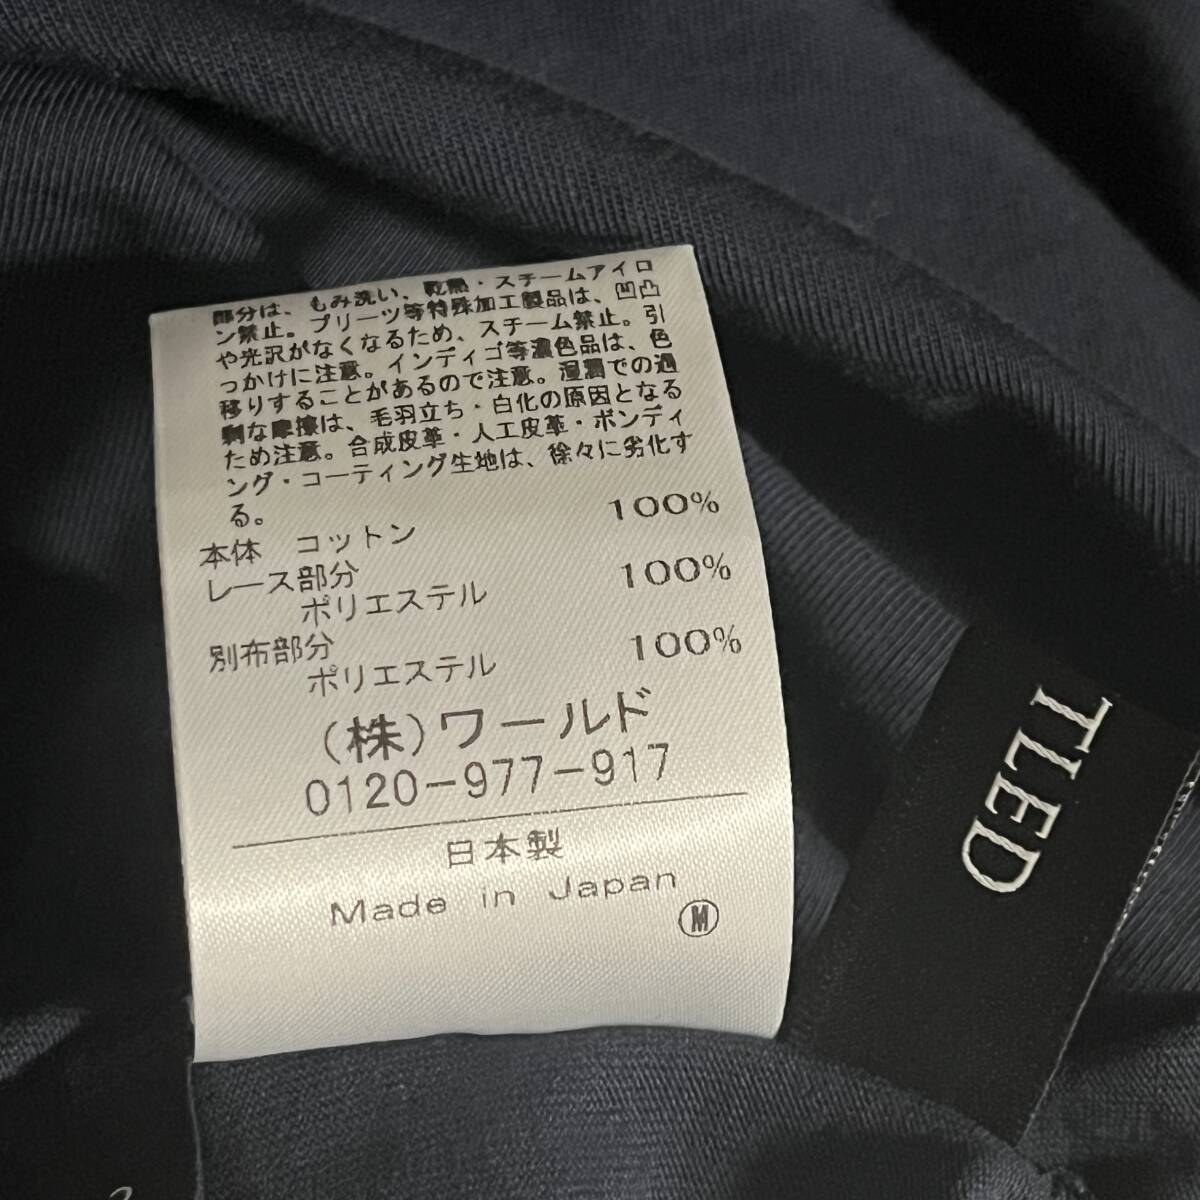 部分は、もみ洗い、乾熱・スチームアイロ
ン禁止。プリーツ等特殊加工製品は、凹凸
や光沢がなくなるため、スチーム禁止。引
っかけに注意。インディゴ等濃色品は、色
移りすることがあるので注意。湿潤での過
剰な摩擦は、毛羽立ち・白化の原因となる
ため注意。合成皮革・人工皮革・ボンディ
ング・コーティング生地は、徐々に劣化す
る。
本体 コットン 100%
レース部分
ポリエステル 100%
別布部分
ポリエステル 100%
(株)ワールド
0120-977-917
日本製
Made in Japan
M
TLED